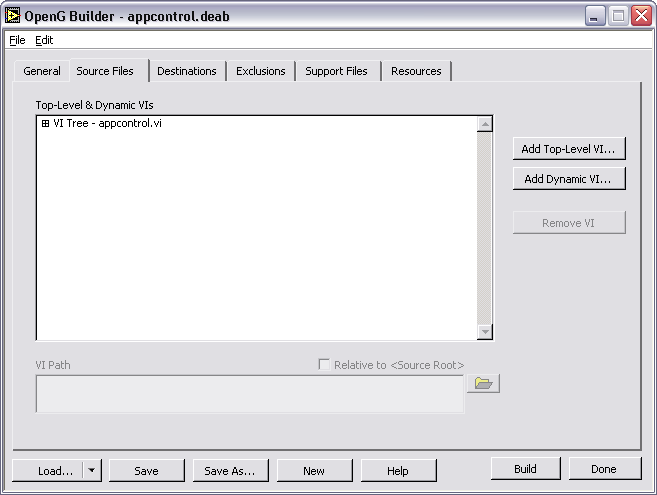 OpenG Builder - appcontrol.deab
File Edit
General Source Files Destinations Exclusions Support Files Resources
Top-Level & Dynamic VIs
VI Tree - appcontrol.vi
Add Top-Level VI...
Add Dynamic VI...
Remove VI
VI Path Relative to <Source Root>
Load... Save Save As... New Help Build Done